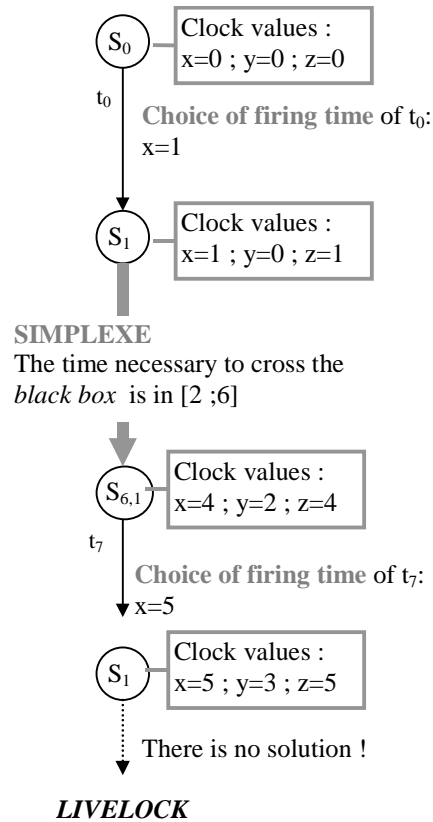 S0
Clock values :
x=0 ; y=0 ; z=0
t0
Choice of firing time of t0:
x=1
S1
Clock values :
x=1 ; y=0 ; z=1
SIMPLEXE
The time necessary to cross the
black box is in [2 ;6]
S6,1
Clock values :
x=4 ; y=2 ; z=4
t7
Choice of firing time of t7:
x=5
S1
Clock values :
x=5 ; y=3 ; z=5
There is no solution !
LIVELOCK